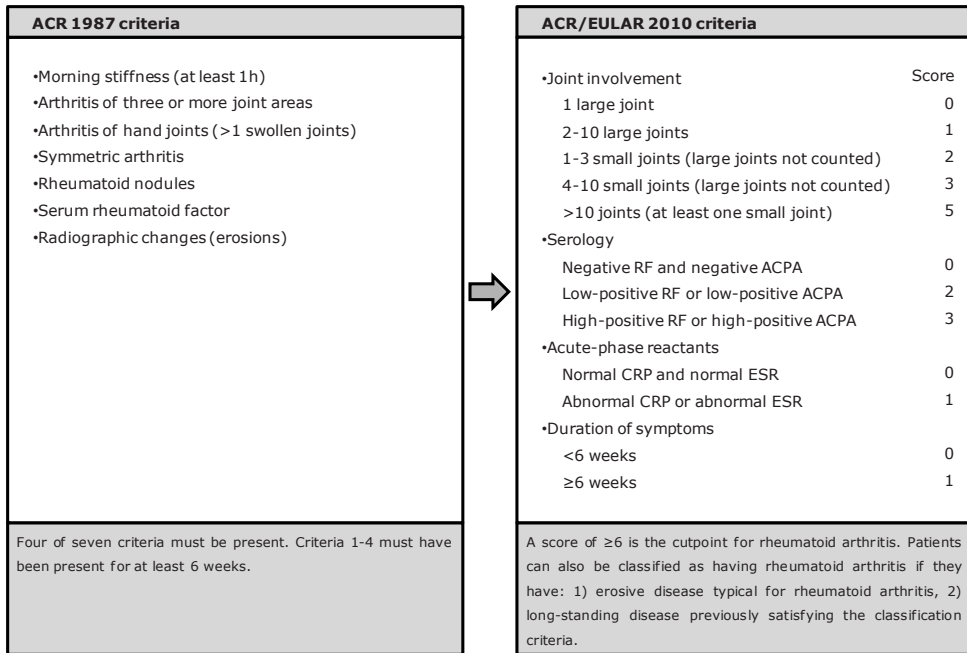 ACR 1987 criteria
•Morning stiffness (at least 1h)
•Arthritis of three or more joint areas
•Arthritis of hand joints (>1 swollen joints)
•Symmetric arthritis
•Rheumatoid nodules
•Serum rheumatoid factor
•Radiographic changes (erosions)
Four of seven criteria must be present. Criteria 1-4 must have
been present for at least 6 weeks.
ACR/EULAR 2010 criteria
•Joint involvement Score
1 large joint 0
2-10 large joints 1
1-3 small joints (large joints not counted) 2
4-10 small joints (large joints not counted) 3
>10 joints (at least one small joint) 5
•Serology
Negative RF and negative ACPA 0
Low-positive RF or low-positive ACPA 2
High-positive RF or high-positive ACPA 3
•Acute-phase reactants
Normal CRP and normal ESR 0
Abnormal CRP or abnormal ESR 1
•Duration of symptoms
<6 weeks 0
≥6 weeks 1
A score of ≥6 is the cutpoint for rheumatoid arthritis. Patients
can also be classified as having rheumatoid arthritis if they
have: 1) erosive disease typical for rheumatoid arthritis, 2)
long-standing disease previously satisfying the classification
criteria.